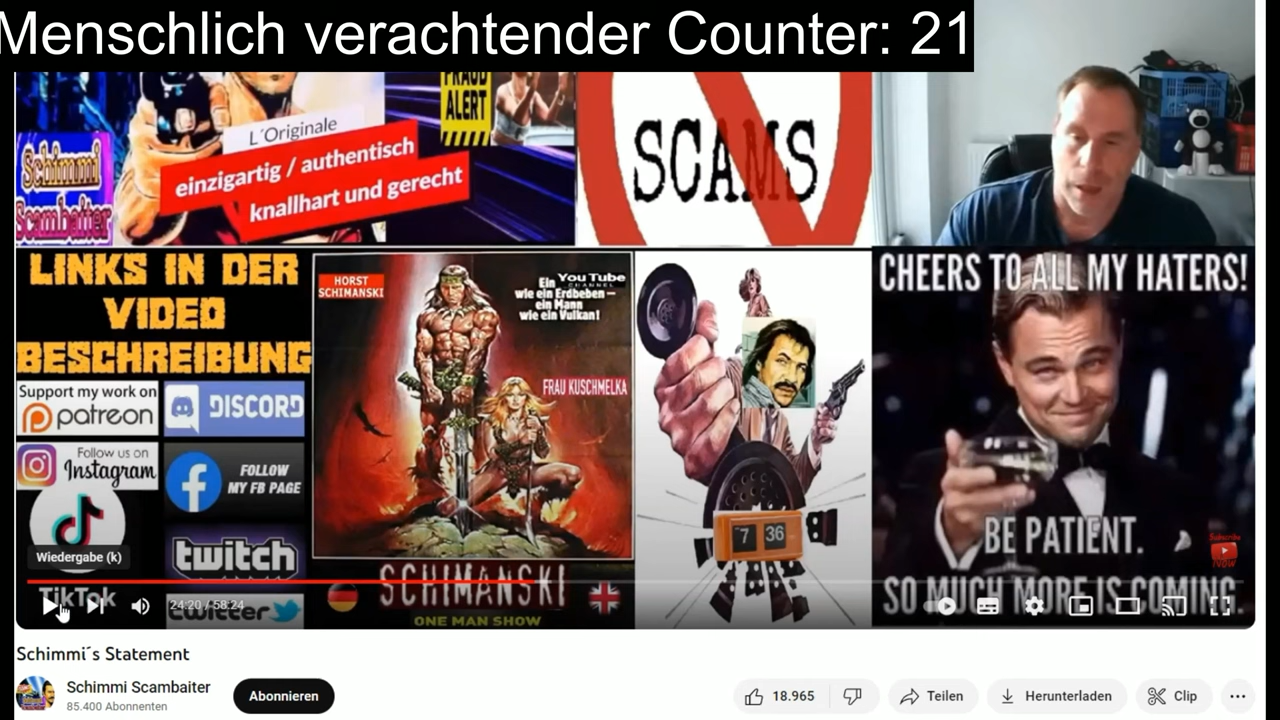 Menschlich verachtender Counter: 21
FRAUD
ALERT
L´Originale
einzigartig / authentisch
knallhart und gerecht
Schimmi
Scambaiter
SCAMS
LINKS IN DER
VIDEO
BESCHREIBUNG
Support my work on
patreon
DISCORD
Follow us on
Instagram
FOLLOW
MY FB PAGE
TikTok
twitch
twitter
HORST
SCHIMANSKI
Ein YouTube
CHANNEL
wie ein Erdbeben –
ein Mann
wie ein Vulkan!
FRAU KUSCHMELKA
SCHIMANSKI
ONE MAN SHOW
7 36
CHEERS TO ALL MY HATERS!
BE PATIENT.
SO MUCH MORE IS COMING.
Subscribe
NOW
Wiedergabe (k)
24:20 / 58:24
Schimmi´s Statement
Schimmi Scambaiter
85.400 Abonnenten
Abonnieren
18.965
Teilen
Herunterladen
Clip